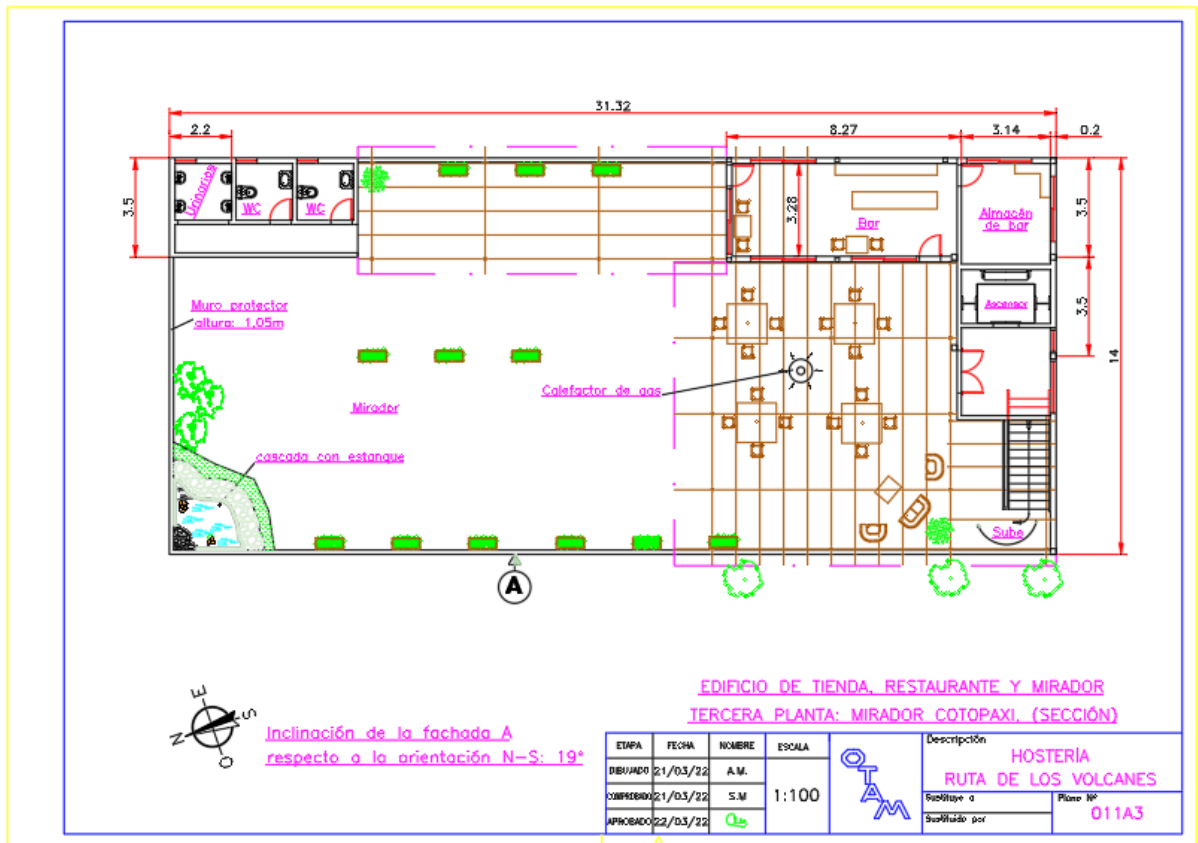 31.32
2.2
8.27
3.14
0.2
3.5
Urinarios
WC
WC
3.28
Bar
Almacén
de bar
3.5
Ascensor
3.5
14
Muro protector
altura: 1.05m
Calefactor de gas
Mirador
cascada con estanque
Sube
A
N
E
S
O
Inclinación de la fachada A
respecto a la orientación N-S: 19°
EDIFICIO DE TIENDA, RESTAURANTE Y MIRADOR
TERCERA PLANTA: MIRADOR COTOPAXI, (SECCIÓN)
ETAPA FECHA NOMBRE ESCALA
DIBUJADO 21/03/22 A.M.
COMPROBADO 21/03/22 S.M
APROBADO 22/03/22
1:100
OTAM
Descripción
HOSTERÍA
RUTA DE LOS VOLCANES
Sustituye a
Sustituido por
Plano Nº
011A3